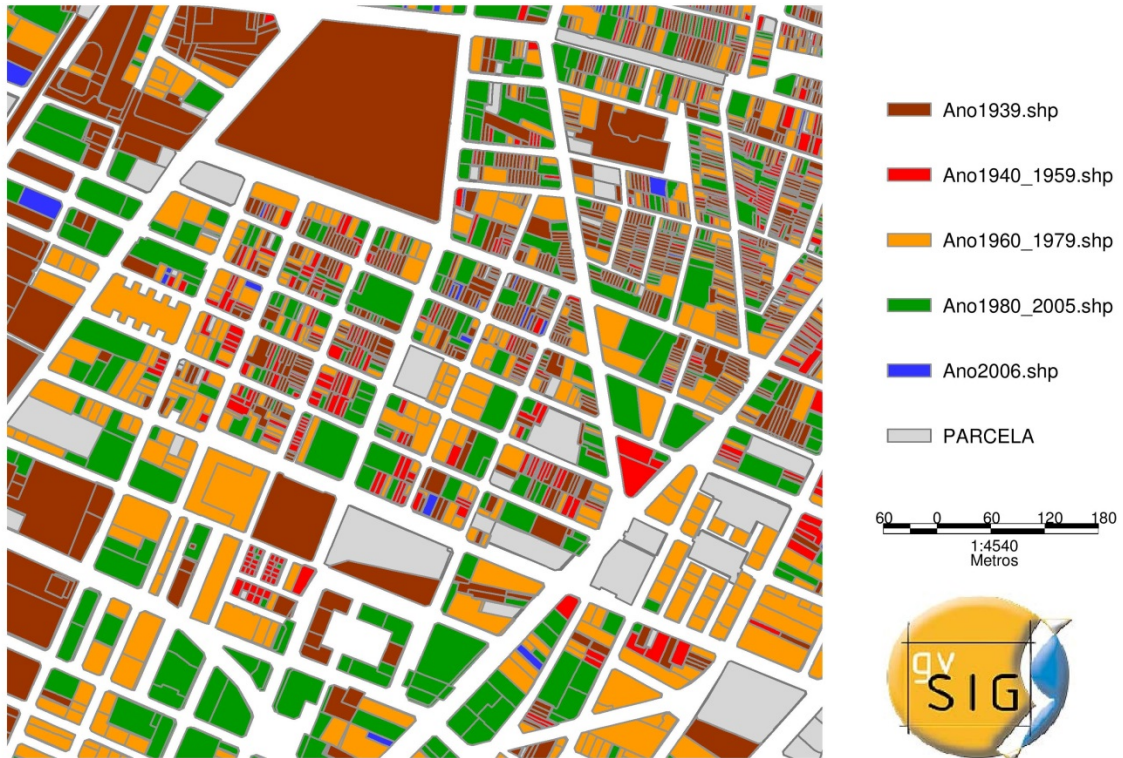 Ano1939.shp
Ano1940_1959.shp
Ano1960_1979.shp
Ano1980_2005.shp
Ano2006.shp
PARCELA
60 0 60 120 180
1:4540
Metros
gv
SIG